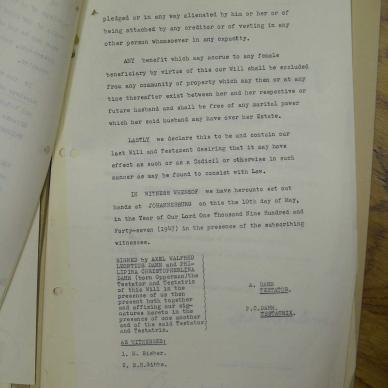 pledged or in any way alienated by him or her or of
being attached by any creditor or of vesting in any
other person whomsoever in any capacity.
ANY benefit which may accrue to any female
beneficiary by virtue of this our Will shall be excluded
from any community of property which may then or at any
time thereafter exist between her and her respective or
future husband and shall be free of any marital power
which her said husband may have over her Estate.
LASTLY we declare this to be and contain our
last Will and Testament desiring that it may have
effect as such or as a Codicil or otherwise in such
manner as may be found to consist with Law.
IN WITNESS WHEREOF we have hereunto set our
hands at JOHANNESBURG on this the 10th day of May,
in the Year of Our Lord One Thousand Nine Hundred and
Forty-seven (1947) in the presence of the subscribing
witnesses.
SIGNED by AXEL WALFRED
LEONTIUS DAHN and PHI-
LIPINA CHRISTOPHERLINA
DAHN (born Opperman) the
Testator and Testatrix
of this Will in the
presence of us then
present both together
and affixing our sig-
natures hereto in the
presence of one another
and of the said Testator
and Testatrix.
A. DAHN
TESTATOR.
P.C. DAHN.
TESTATRIX.
AS WITNESSES:
1.
2.